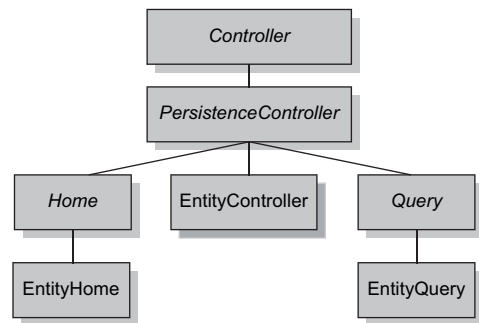 Controller
PersistenceController
Home
EntityController
Query
EntityHome
EntityQuery